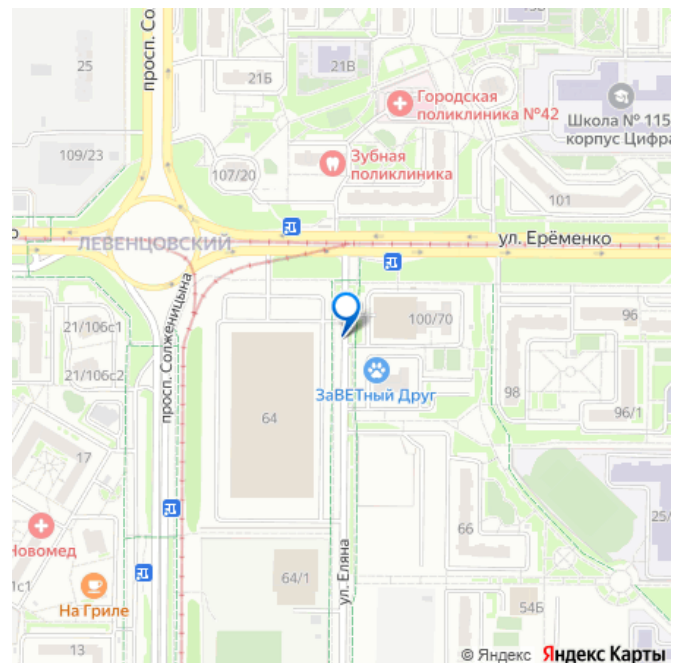 просп. Со
25
21Б
21В
Городская
поликлиника №42
Школа № 115
корпус Цифра
109/23
107/20
Зубная
поликлиника
101
о
ЛЕВЕНЦОВСКИЙ
ул. Ерёменко
просп. Солженицына
21/106с1
100/70
96
21/106с2
ЗаВЕТный Друг
98
96/1
64
17
66
25/
Новомед
1с1
На Гриле
64/1
ул. Еляна
54Б
13
© Яндекс Яндекс Карты